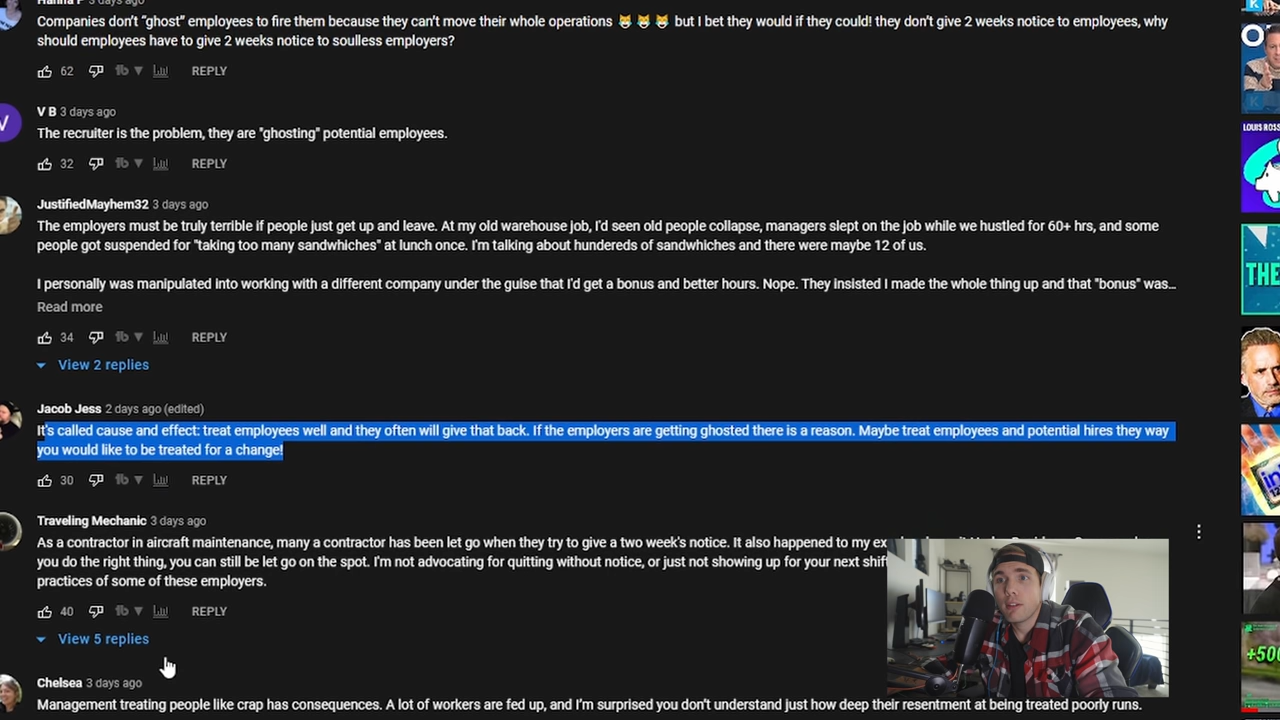 3 days ago
Companies don't “ghost” employees to fire them because they can't move their whole operations 😹 😹 😹 but I bet they would if they could! they don't give 2 weeks notice to employees, why
should employees have to give 2 weeks notice to soulless employers?
62 REPLY
V
V B 3 days ago
The recruiter is the problem, they are "ghosting" potential employees.
32 REPLY
JustifiedMayhem32 3 days ago
The employers must be truly terrible if people just get up and leave. At my old warehouse job, I'd seen old people collapse, managers slept on the job while we hustled for 60+ hrs, and some
people got suspended for "taking too many sandwhiches" at lunch once. I'm talking about hundereds of sandwhiches and there were maybe 12 of us.
I personally was manipulated into working with a different company under the guise that I'd get a bonus and better hours. Nope. They insisted I made the whole thing up and that "bonus" was...
Read more
34 REPLY
View 2 replies
Jacob Jess 2 days ago (edited)
It's called cause and effect: treat employees well and they often will give that back. If the employers are getting ghosted there is a reason. Maybe treat employees and potential hires they way
you would like to be treated for a change!
30 REPLY
Traveling Mechanic 3 days ago
As a contractor in aircraft maintenance, many a contractor has been let go when they try to give a two week's notice. It also happened to my
you do the right thing, you can still be let go on the spot. I'm not advocating for quitting without notice, or just not showing up for your next shift
practices of some of these employers.
40 REPLY
View 5 replies
Chelsea 3 days ago
Management treating people like crap has consequences. A lot of workers are fed up, and I'm surprised you don't understand just how deep their resentment at being treated poorly runs.
LOUIS ROSS
THE
+500